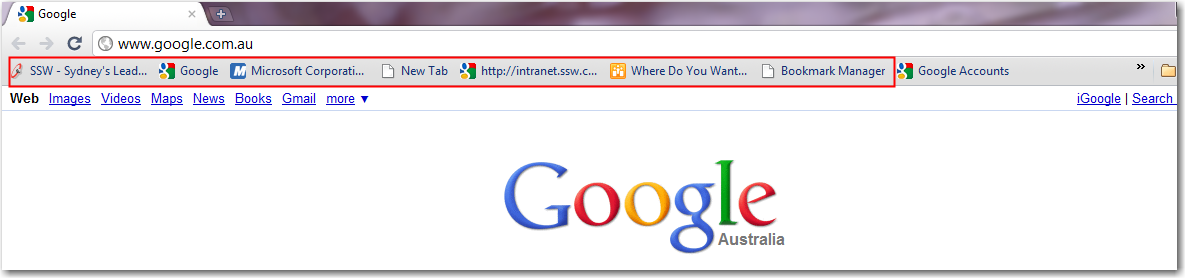 Google
www.google.com.au
SSW - Sydney's Lead... Google Microsoft Corporati... New Tab http://intranet.ssw.c... Where Do You Want... Bookmark Manager Google Accounts »
Web Images Videos Maps News Books Gmail more ▼ iGoogle | Search
Google
Australia